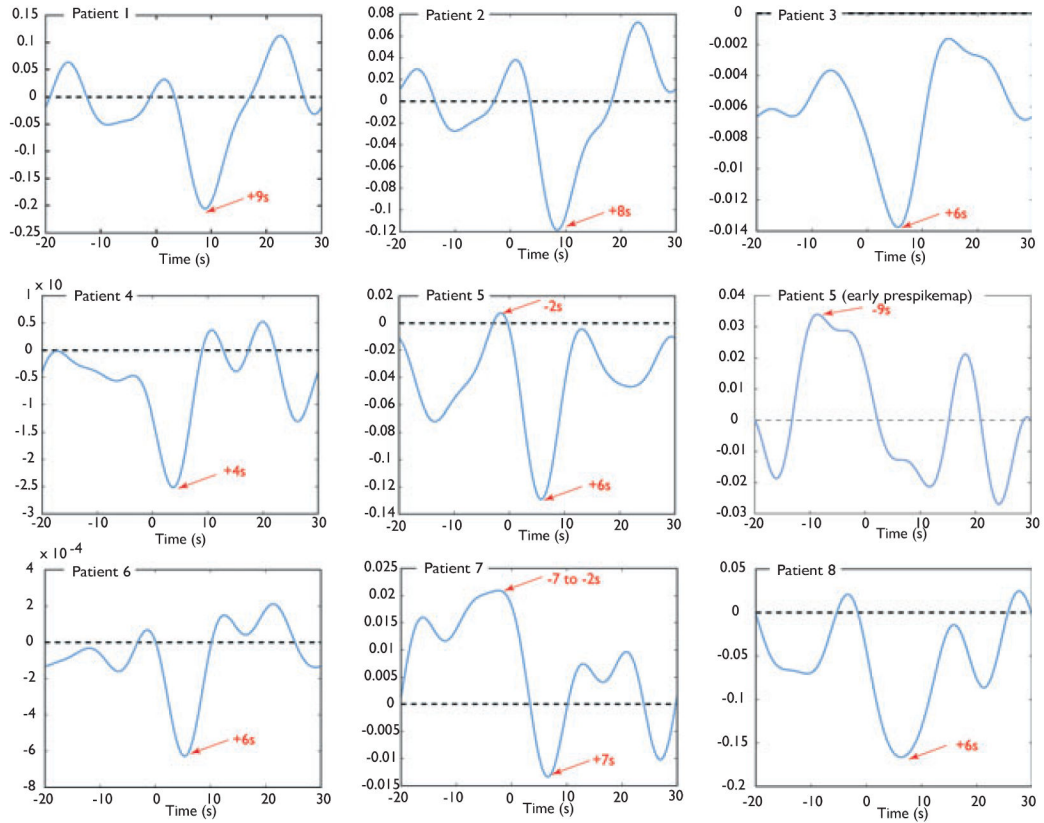 Patient 1
0.15
0.1
0.05
0
-0.05
-0.1
-0.15
-0.2
-0.25
+9s
-20 -10 0 10 20 30
Time (s)
Patient 2
0.08
0.06
0.04
0.02
0
0.02
0.04
0.06
0.08
-0.1
0.12
+8s
-20 -10 0 10 20 30
Time (s)
Patient 3
0
-0.002
-0.004
-0.006
-0.008
-0.01
-0.012
-0.014
+6s
-20 -10 0 10 20 30
Time (s)
Patient 4
× 10
1
0.5
0
-0.5
-1
-1.5
-2
-2.5
-3
+4s
-20 -10 0 10 20 30
Time (s)
Patient 5
0.02
0
-0.02
-0.04
-0.06
-0.08
-0.1
-0.12
-0.14
-2s
+6s
-20 -10 0 10 20 30
Time (s)
Patient 5 (early prespikemap)
0.04
0.03
0.02
0.01
0
-0.01
-0.02
-0.03
-9s
-20 -10 0 10 20 30
Time (s)
Patient 6
× 10 -4
4
2
0
-2
-4
-6
-8
+6s
-20 -10 0 10 20 30
Time (s)
Patient 7
0.025
0.02
0.015
0.01
0.005
0
-0.005
-0.01
-0.015
-7 to -2s
+7s
-20 -10 0 10 20 30
Time (s)
Patient 8
0.05
0
-0.05
-0.1
-0.15
-0.2
+6s
-20 -10 0 10 20 30
Time (s)